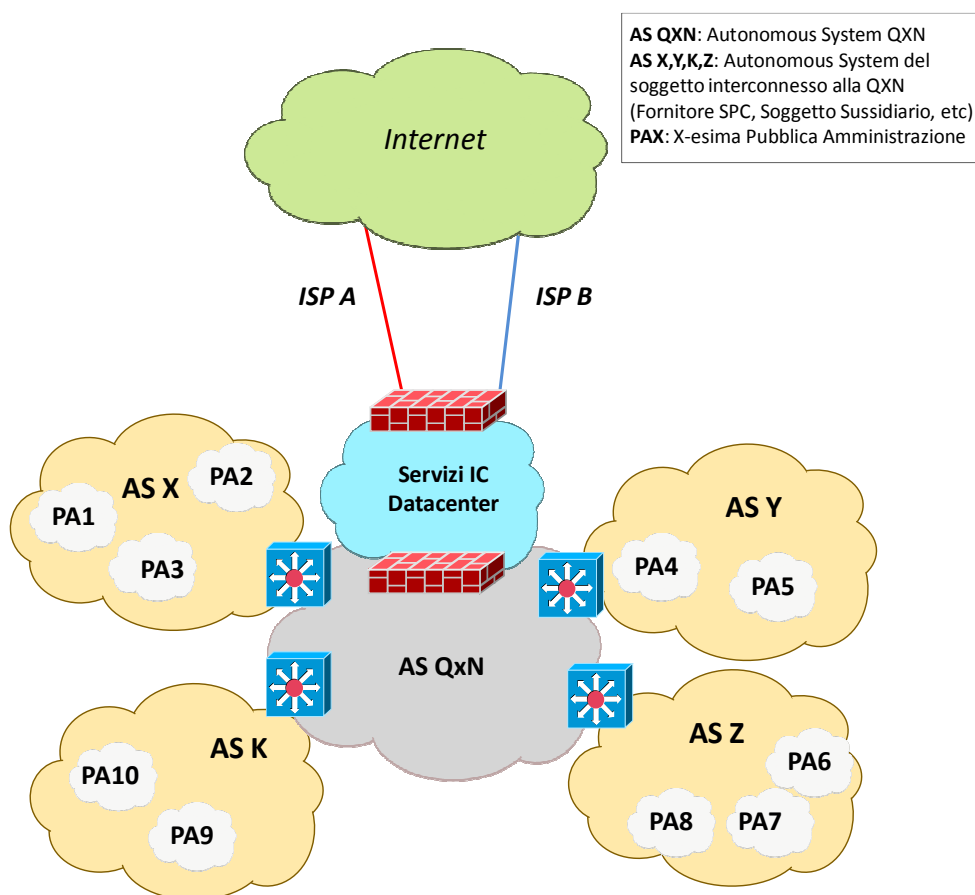 AS QXN: Autonomous System QXN
AS X,Y,K,Z: Autonomous System del
soggetto interconnesso alla QXN
(Fornitore SPC, Soggetto Sussidiario, etc)
PAX: X-esima Pubblica Amministrazione
Internet
ISP A
ISP B
Servizi IC
Datacenter
AS X
PA2
PA1
PA3
AS Y
PA4
PA5
AS QxN
AS K
PA10
PA9
AS Z
PA6
PA8
PA7